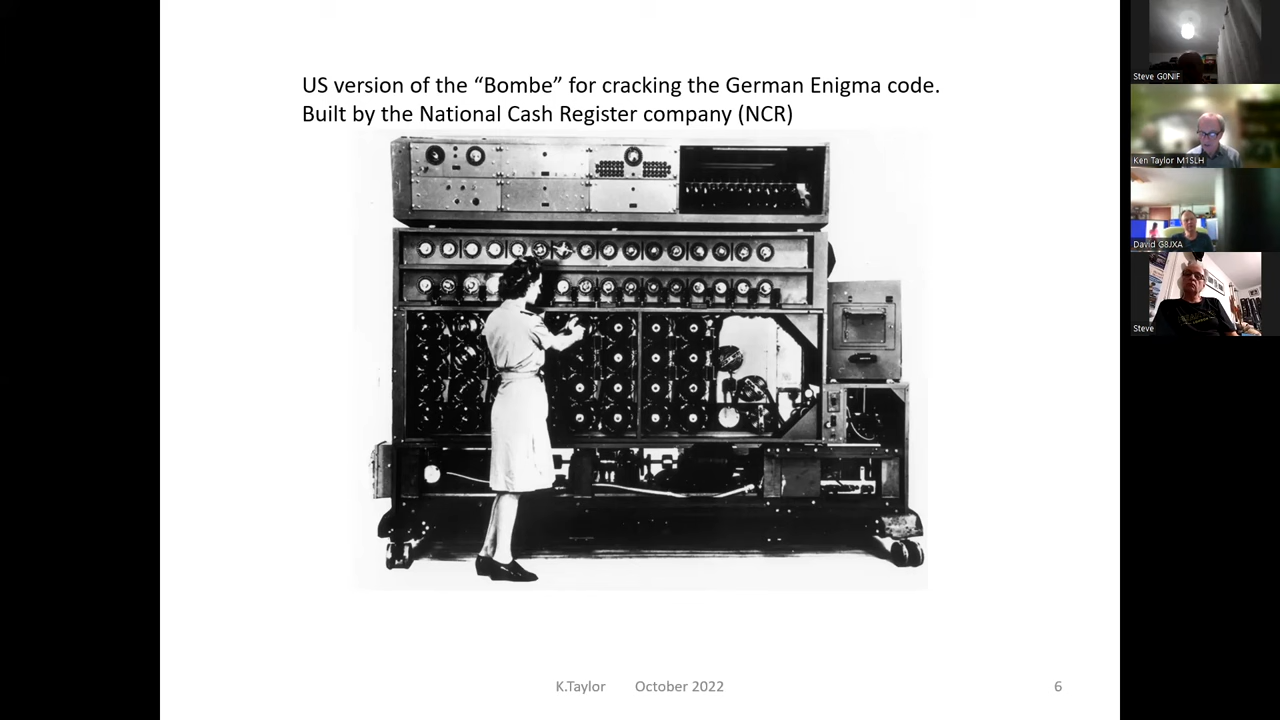 US version of the “Bombe” for cracking the German Enigma code.
Built by the National Cash Register company (NCR)
K.Taylor October 2022
6
Steve G0NIF
Ken Taylor M1SLH
David G8JXA
Steve